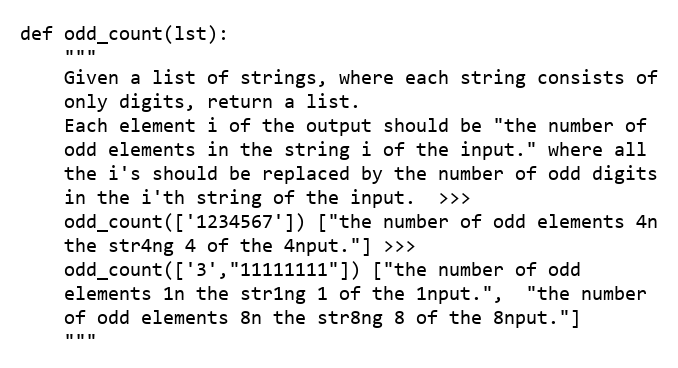 def odd_count(lst):
    """
    Given a list of strings, where each string consists of
    only digits, return a list.
    Each element i of the output should be "the number of
    odd elements in the string i of the input." where all
    the i's should be replaced by the number of odd digits
    in the i'th string of the input.  >>>
    odd_count(['1234567']) ["the number of odd elements 4n
    the str4ng 4 of the 4nput."] >>>
    odd_count(['3',"11111111"]) ["the number of odd
    elements 1n the str1ng 1 of the 1nput.",  "the number
    of odd elements 8n the str8ng 8 of the 8nput."]
    """